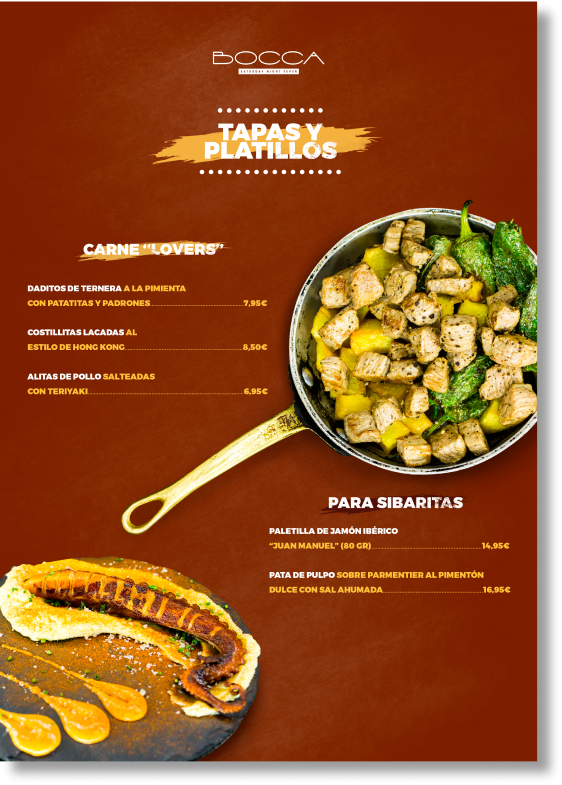 BOCCA
SATURDAY NIGHT FEVER
TAPAS Y
PLATILLOS
CARNE “LOVERS”
DADITOS DE TERNERA A LA PIMIENTA
CON PATATITAS Y PADRONES 7,95€
COSTILLITAS LACADAS AL
ESTILO DE HONG KONG 8,50€
ALITAS DE POLLO SALTEADAS
CON TERIYAKI 6,95€
PARA SIBARITAS
PALETILLA DE JAMÓN IBÉRICO
“JUAN MANUEL” (80 GR) 14,95€
PATA DE PULPO SOBRE PARMENTIER AL PIMENTÓN
DULCE CON SAL AHUMADA 16,95€